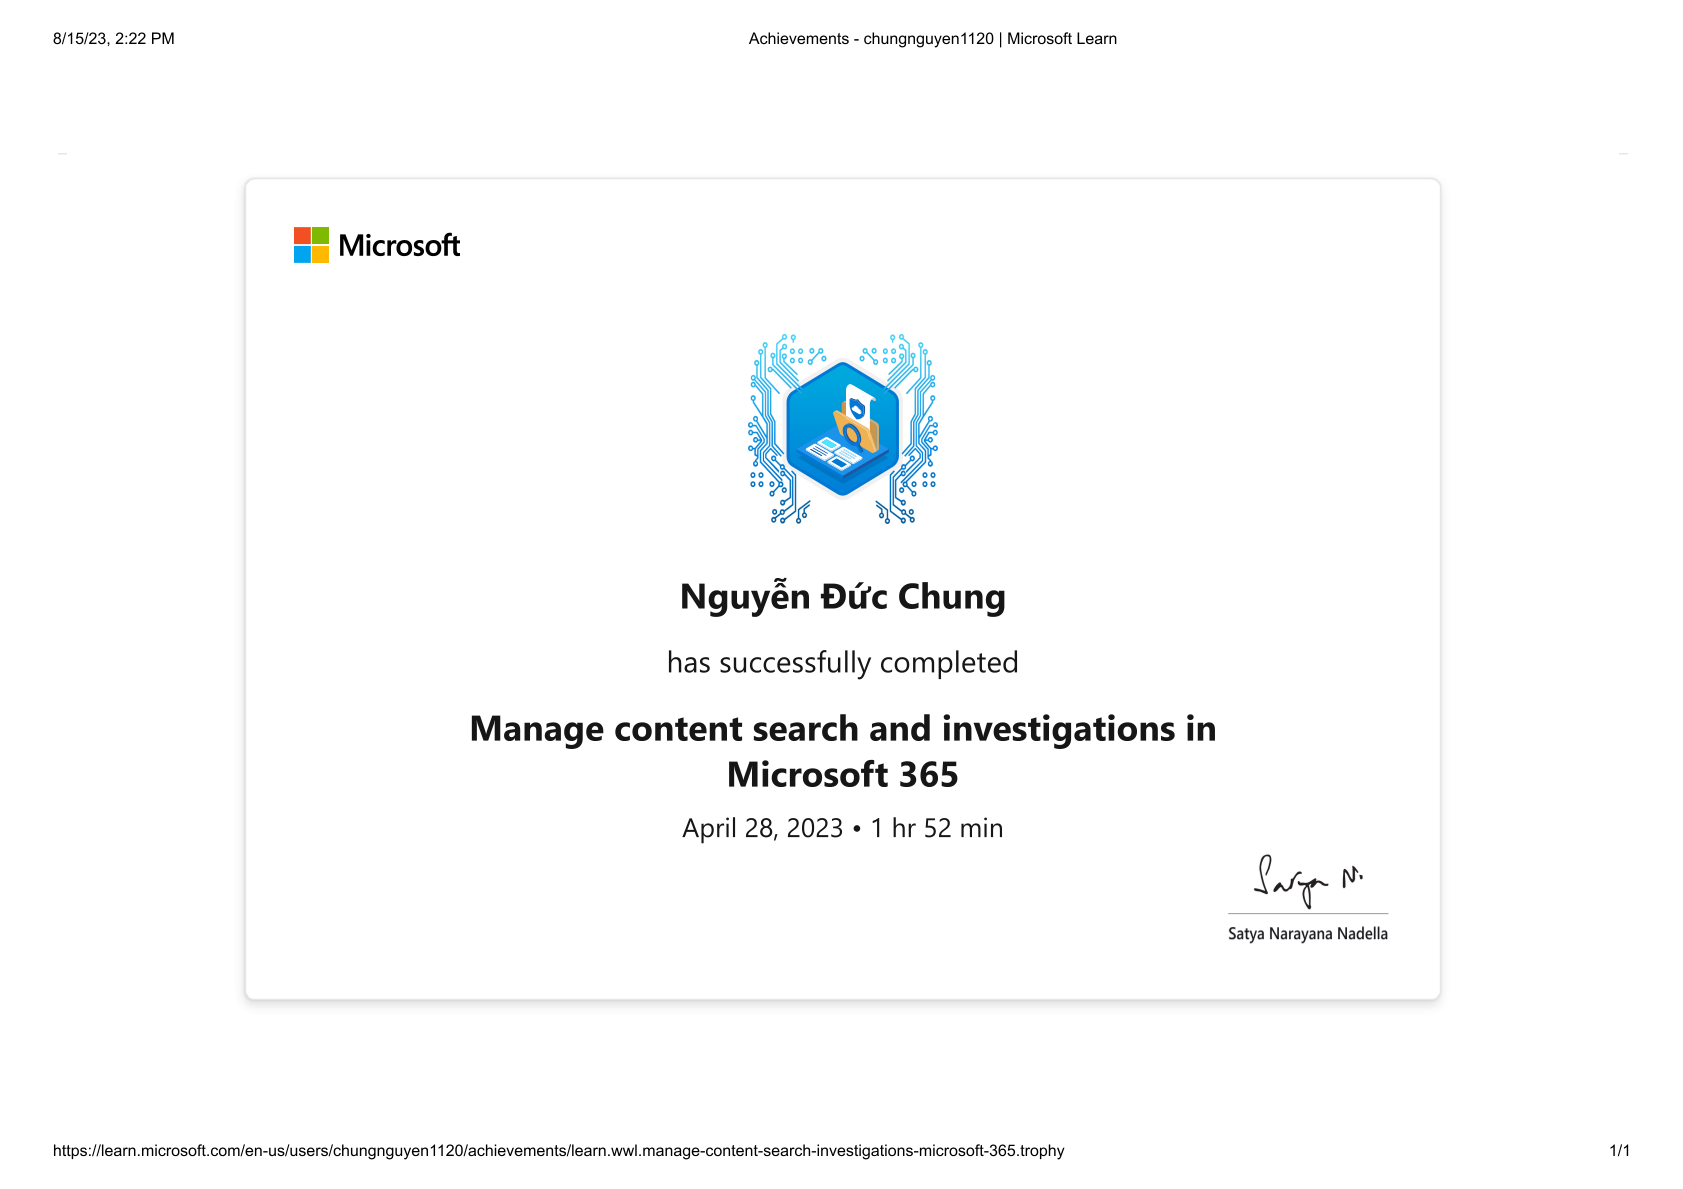 8/15/23, 2:22 PM
Achievements - chungnguyen1120 | Microsoft Learn
Microsoft
Nguyễn Đức Chung
has successfully completed
Manage content search and investigations in
Microsoft 365
April 28, 2023 • 1 hr 52 min
Satya N.
Satya Narayana Nadella
https://learn.microsoft.com/en-us/users/chungnguyen1120/achievements/learn.wwl.manage-content-search-investigations-microsoft-365.trophy
1/1